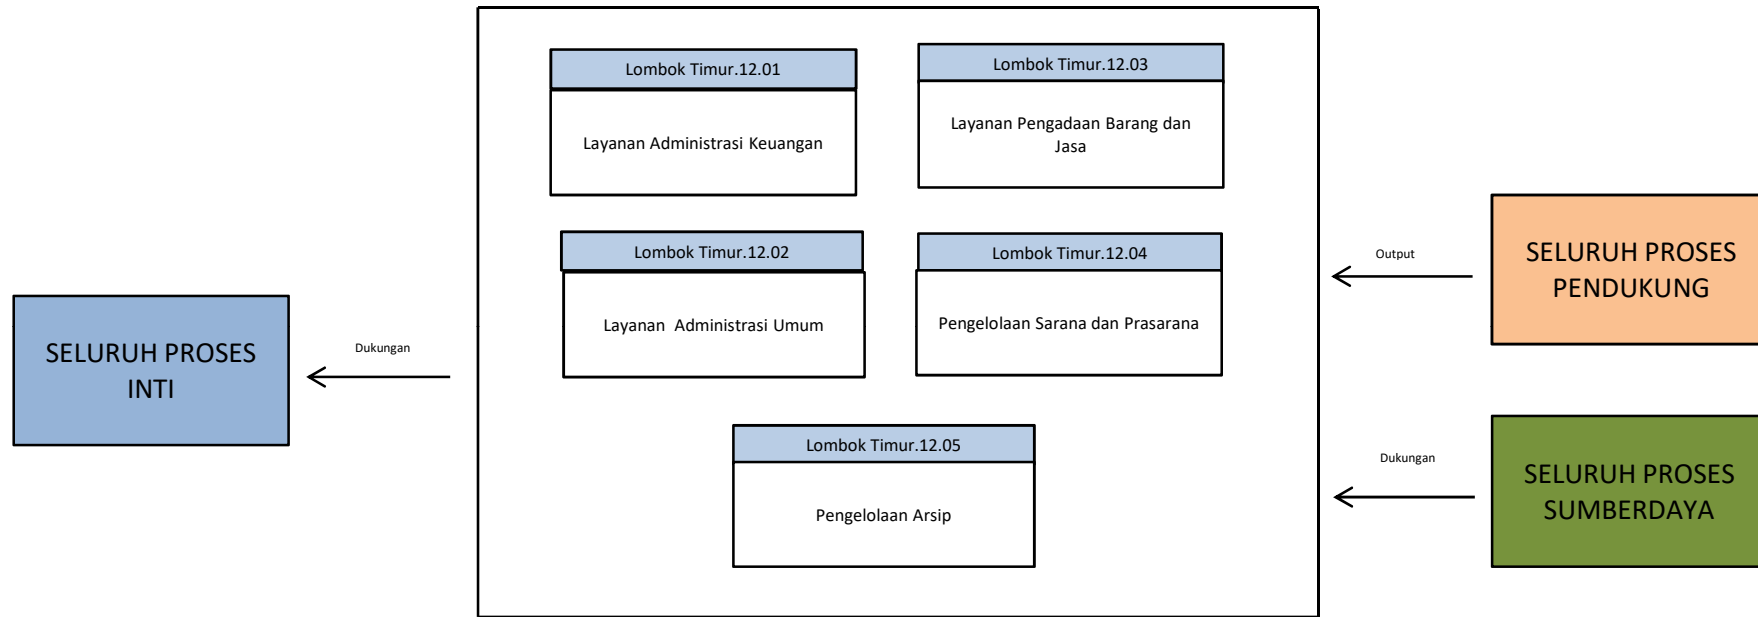 Lombok Timur.12.01
Layanan Administrasi Keuangan
Lombok Timur.12.03
Layanan Pengadaan Barang dan
Jasa
Lombok Timur.12.02
Layanan  Administrasi Umum
Lombok Timur.12.04
Pengelolaan Sarana dan Prasarana
Lombok Timur.12.05
Pengelolaan Arsip
SELURUH PROSES
INTI
Dukungan
Output
SELURUH PROSES
PENDUKUNG
Dukungan
SELURUH PROSES
SUMBERDAYA